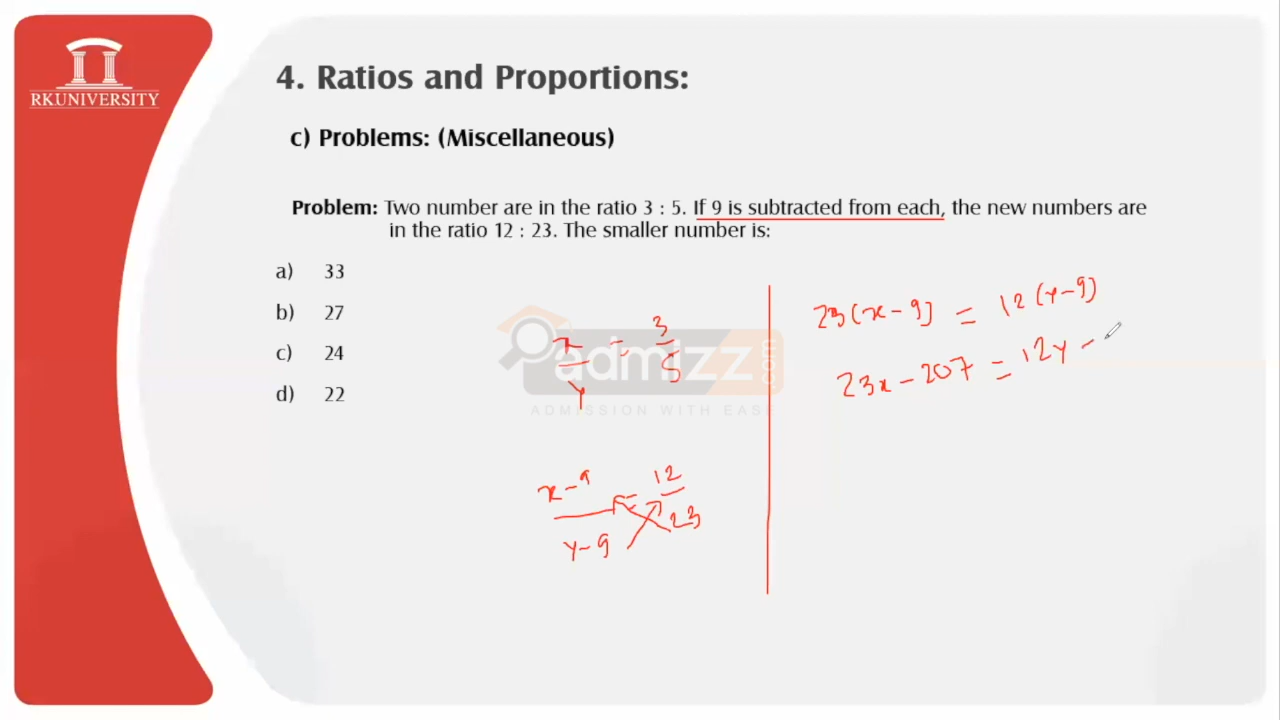 RKUNIVERSITY
4. Ratios and Proportions:
c) Problems: (Miscellaneous)
Problem: Two number are in the ratio 3 : 5. If 9 is subtracted from each, the new numbers are
in the ratio 12 : 23. The smaller number is:
a) 33
b) 27
c) 24
d) 22
x/y = 3/5
x-9/y-9 = 12/23
23(x-9) = 12(y-9)
23x-207 = 12y -
admizz.com
ADMISSION WITH EASE